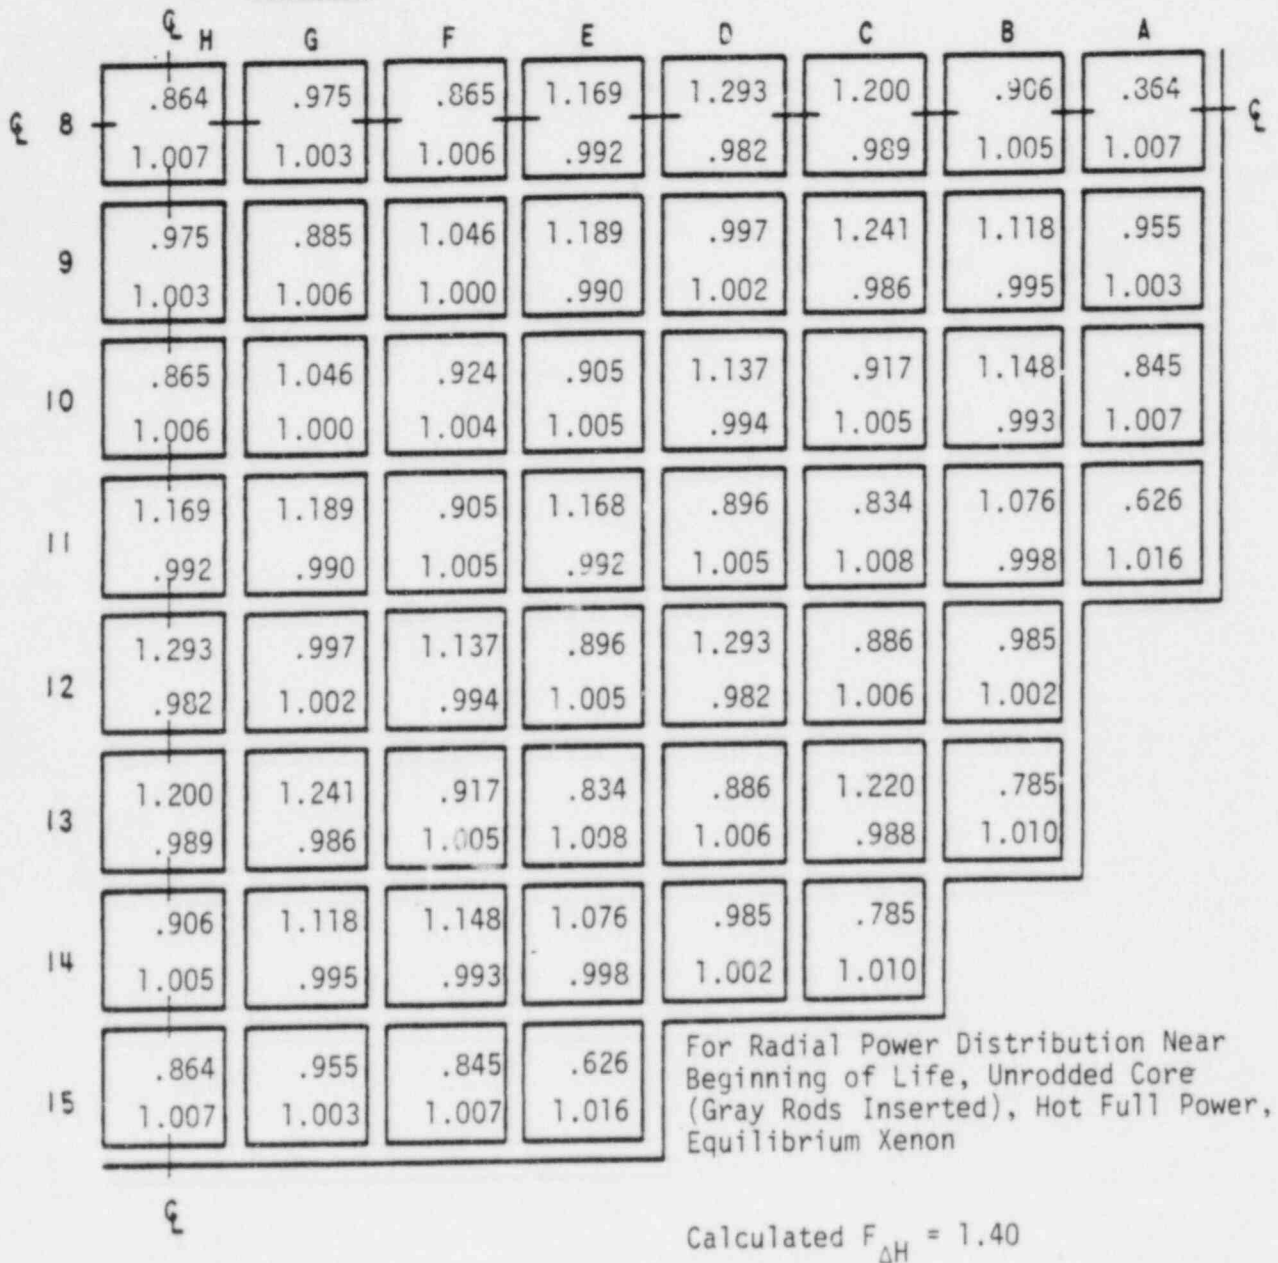 ℄ H G F E D C B A
.864 .975 .865 1.169 1.293 1.200 .906 .364
℄ 8 ℄
1.007 1.003 1.006 .992 .982 .989 1.005 1.007
.975 .885 1.046 1.189 .997 1.241 1.118 .955
9
1.003 1.006 1.000 .990 1.002 .986 .995 1.003
.865 1.046 .924 .905 1.137 .917 1.148 .845
10
1.006 1.000 1.004 1.005 .994 1.005 .993 1.007
1.169 1.189 .905 1.168 .896 .834 1.076 .626
11
.992 .990 1.005 .992 1.005 1.008 .998 1.016
1.293 .997 1.137 .896 1.293 .886 .985
12
.982 1.002 .994 1.005 .982 1.006 1.002
1.200 1.241 .917 .834 .886 1.220 .785
13
.989 .986 1.005 1.008 1.006 .988 1.010
.906 1.118 1.148 1.076 .985 .785
14
1.005 .995 .993 .998 1.002 1.010
.864 .955 .845 .626
15
1.007 1.003 1.007 1.016
For Radial Power Distribution Near
Beginning of Life, Unrodded Core
(Gray Rods Inserted), Hot Full Power,
Equilibrium Xenon
℄
Calculated F ΔH = 1.40